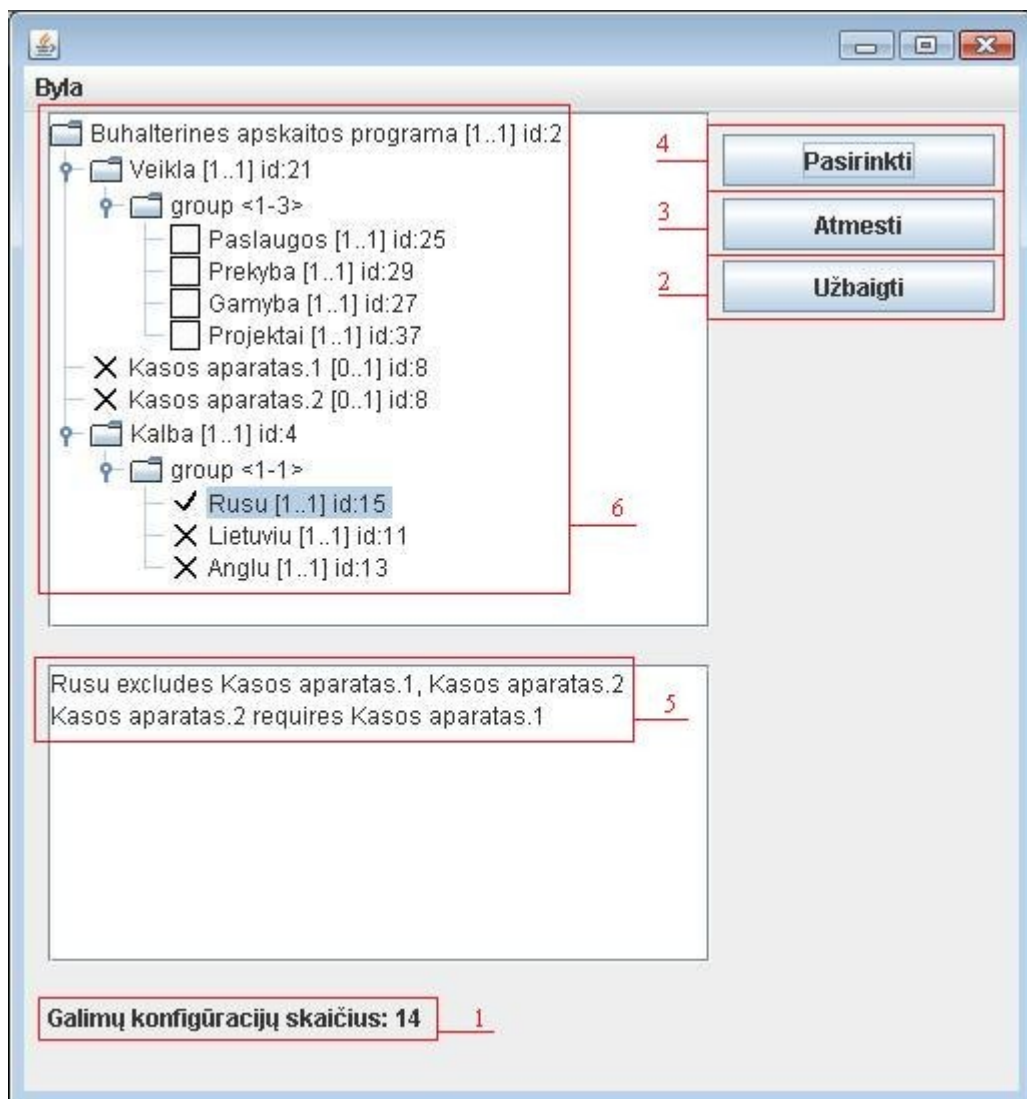 Byla
Buhalterines apskaitos programa [1..1] id:2
Veikla [1..1] id:21
group <1-3>
Paslaugos [1..1] id:25
Prekyba [1..1] id:29
Gamyba [1..1] id:27
Projektai [1..1] id:37
Kasos aparatas.1 [0..1] id:8
Kasos aparatas.2 [0..1] id:8
Kalba [1..1] id:4
group <1-1>
Rusu [1..1] id:15
Lietuviu [1..1] id:11
Anglu [1..1] id:13
6
4
Pasirinkti
3
Atmesti
2
Užbaigti
Rusu excludes Kasos aparatas.1, Kasos aparatas.2
Kasos aparatas.2 requires Kasos aparatas.1
5
Galimų konfigūracijų skaičius: 14
1